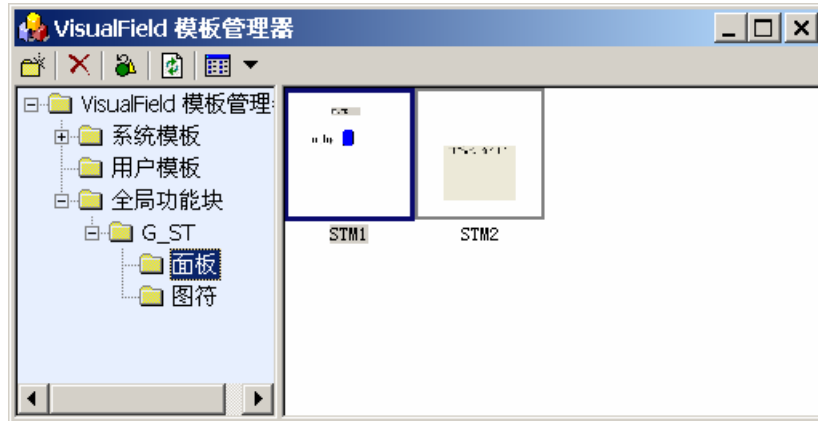 VisualField 模板管理器
VisualField 模板管理
系统模板
用户模板
全局功能块
G_ST
面板
图符
STM1
STM2